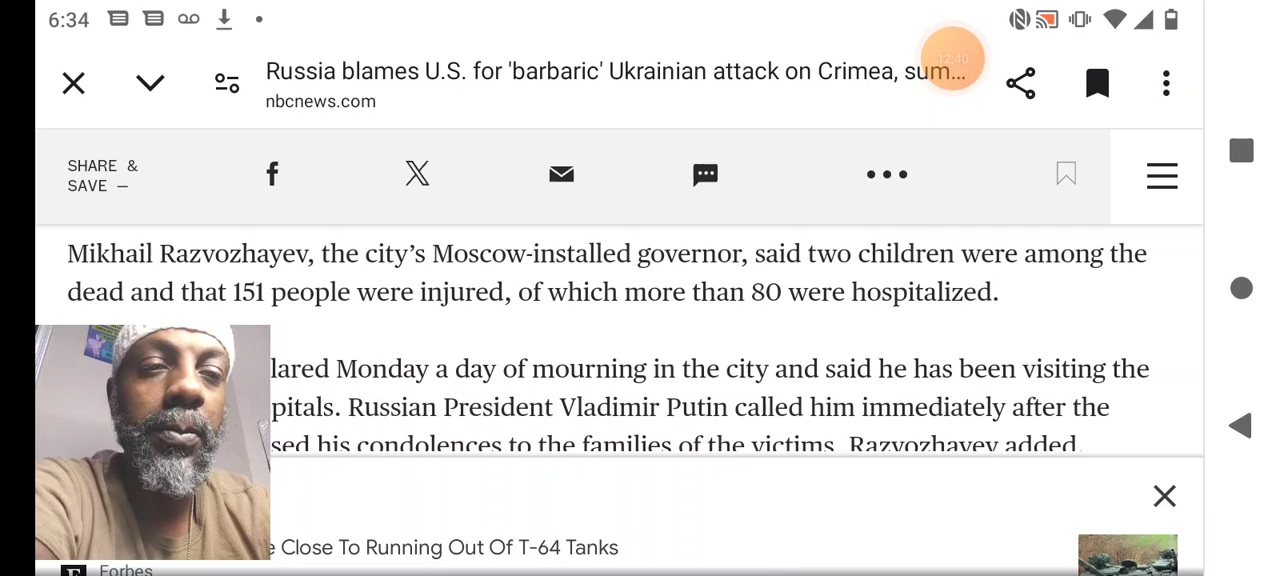 6:34
12:40
Russia blames U.S. for 'barbaric' Ukrainian attack on Crimea, sum...
nbcnews.com
SHARE &
SAVE —
Mikhail Razvozhayev, the city’s Moscow-installed governor, said two children were among the
dead and that 151 people were injured, of which more than 80 were hospitalized.
lared Monday a day of mourning in the city and said he has been visiting the
pitals. Russian President Vladimir Putin called him immediately after the
sed his condolences to the families of the victims, Razvozhayev added.
e Close To Running Out Of T-64 Tanks
Forbes